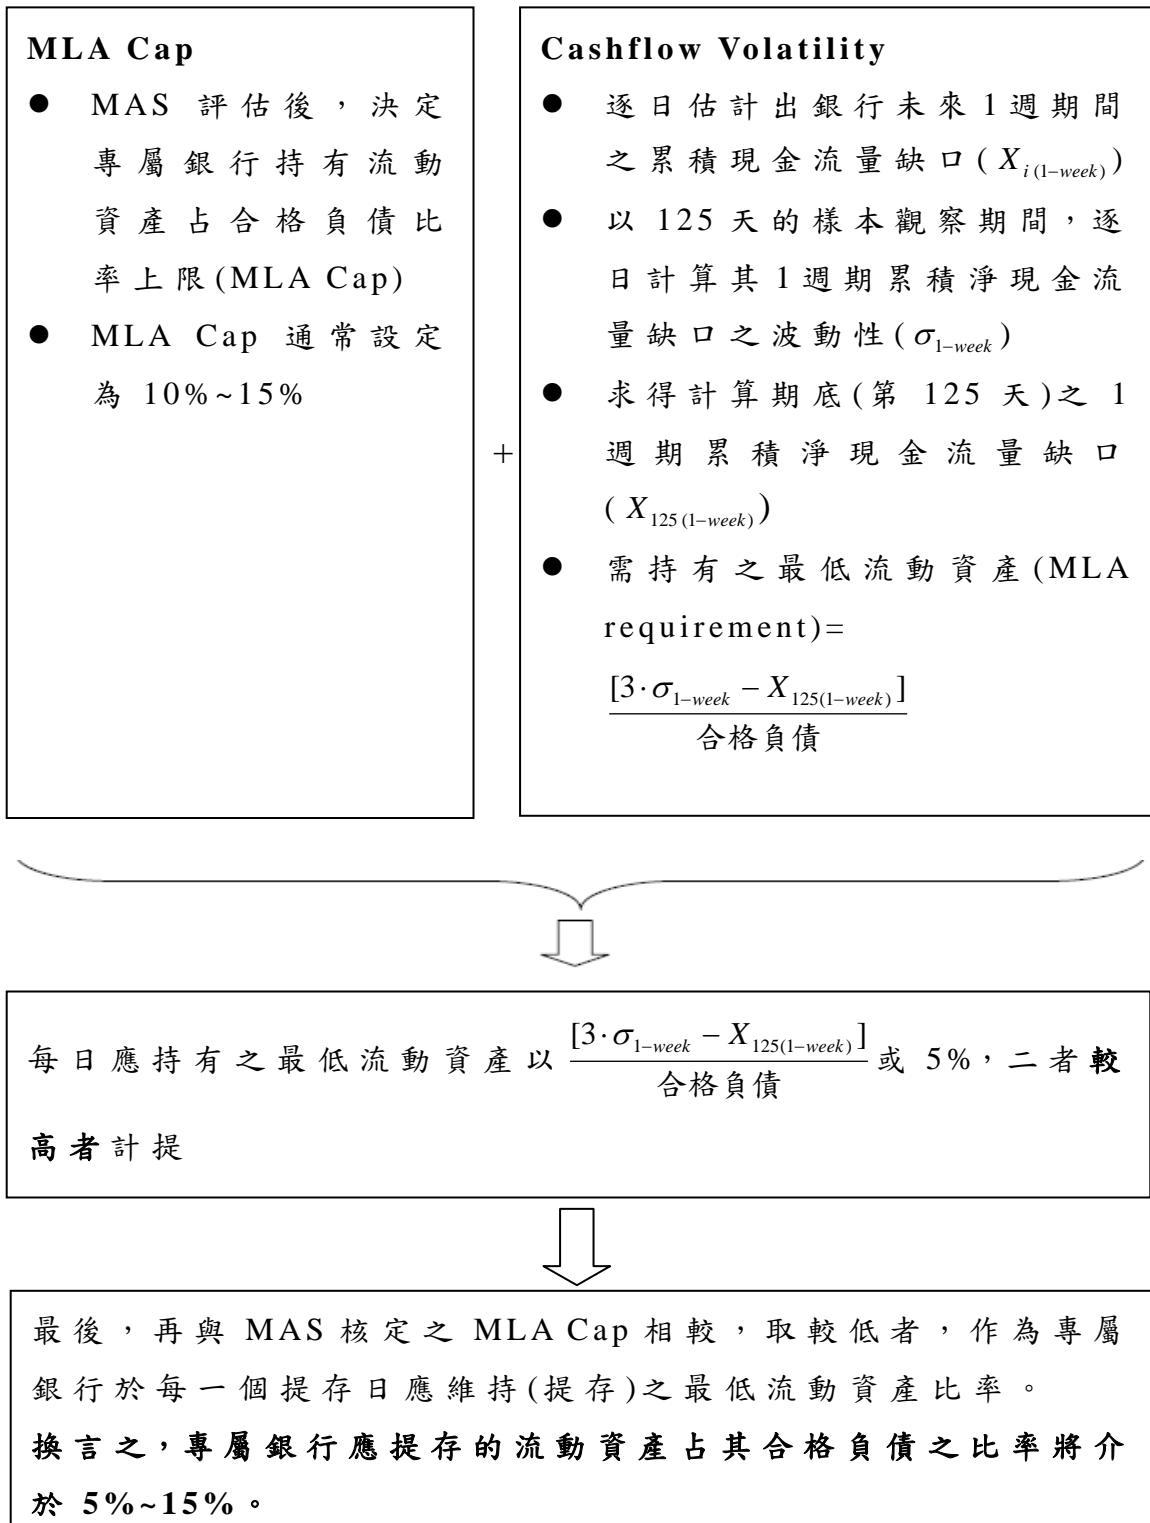 MLA Cap
● MAS 評估後，決定
專屬銀行持有流動
資產占合格負債比
率上限(MLA Cap)
● MLA Cap 通常設定
為 10%~15%
+
Cashflow Volatility
● 逐日估計出銀行未來 1 週期間
之累積現金流量缺口( X_{i(1-week)})
● 以 125 天的樣本觀察期間，逐
日計算其 1 週期累積淨現金流
量缺口之波動性( σ_{1-week} )
● 求得計算期底(第 125 天)之 1
週期累積淨現金流量缺口
( X_{125(1-week)})
● 需持有之最低流動資產(MLA
requirement)=
[3·σ_{1-week} − X_{125(1-week)}]
合格負債
每日應持有之最低流動資產以 [3·σ_{1-week} − X_{125(1-week)}] / 合格負債 或 5%，二者較
高者計提
最後，再與 MAS 核定之 MLA Cap 相較，取較低者，作為專屬
銀行於每一個提存日應維持(提存)之最低流動資產比率。
換言之，專屬銀行應提存的流動資產占其合格負債之比率將介
於 5%~15%。